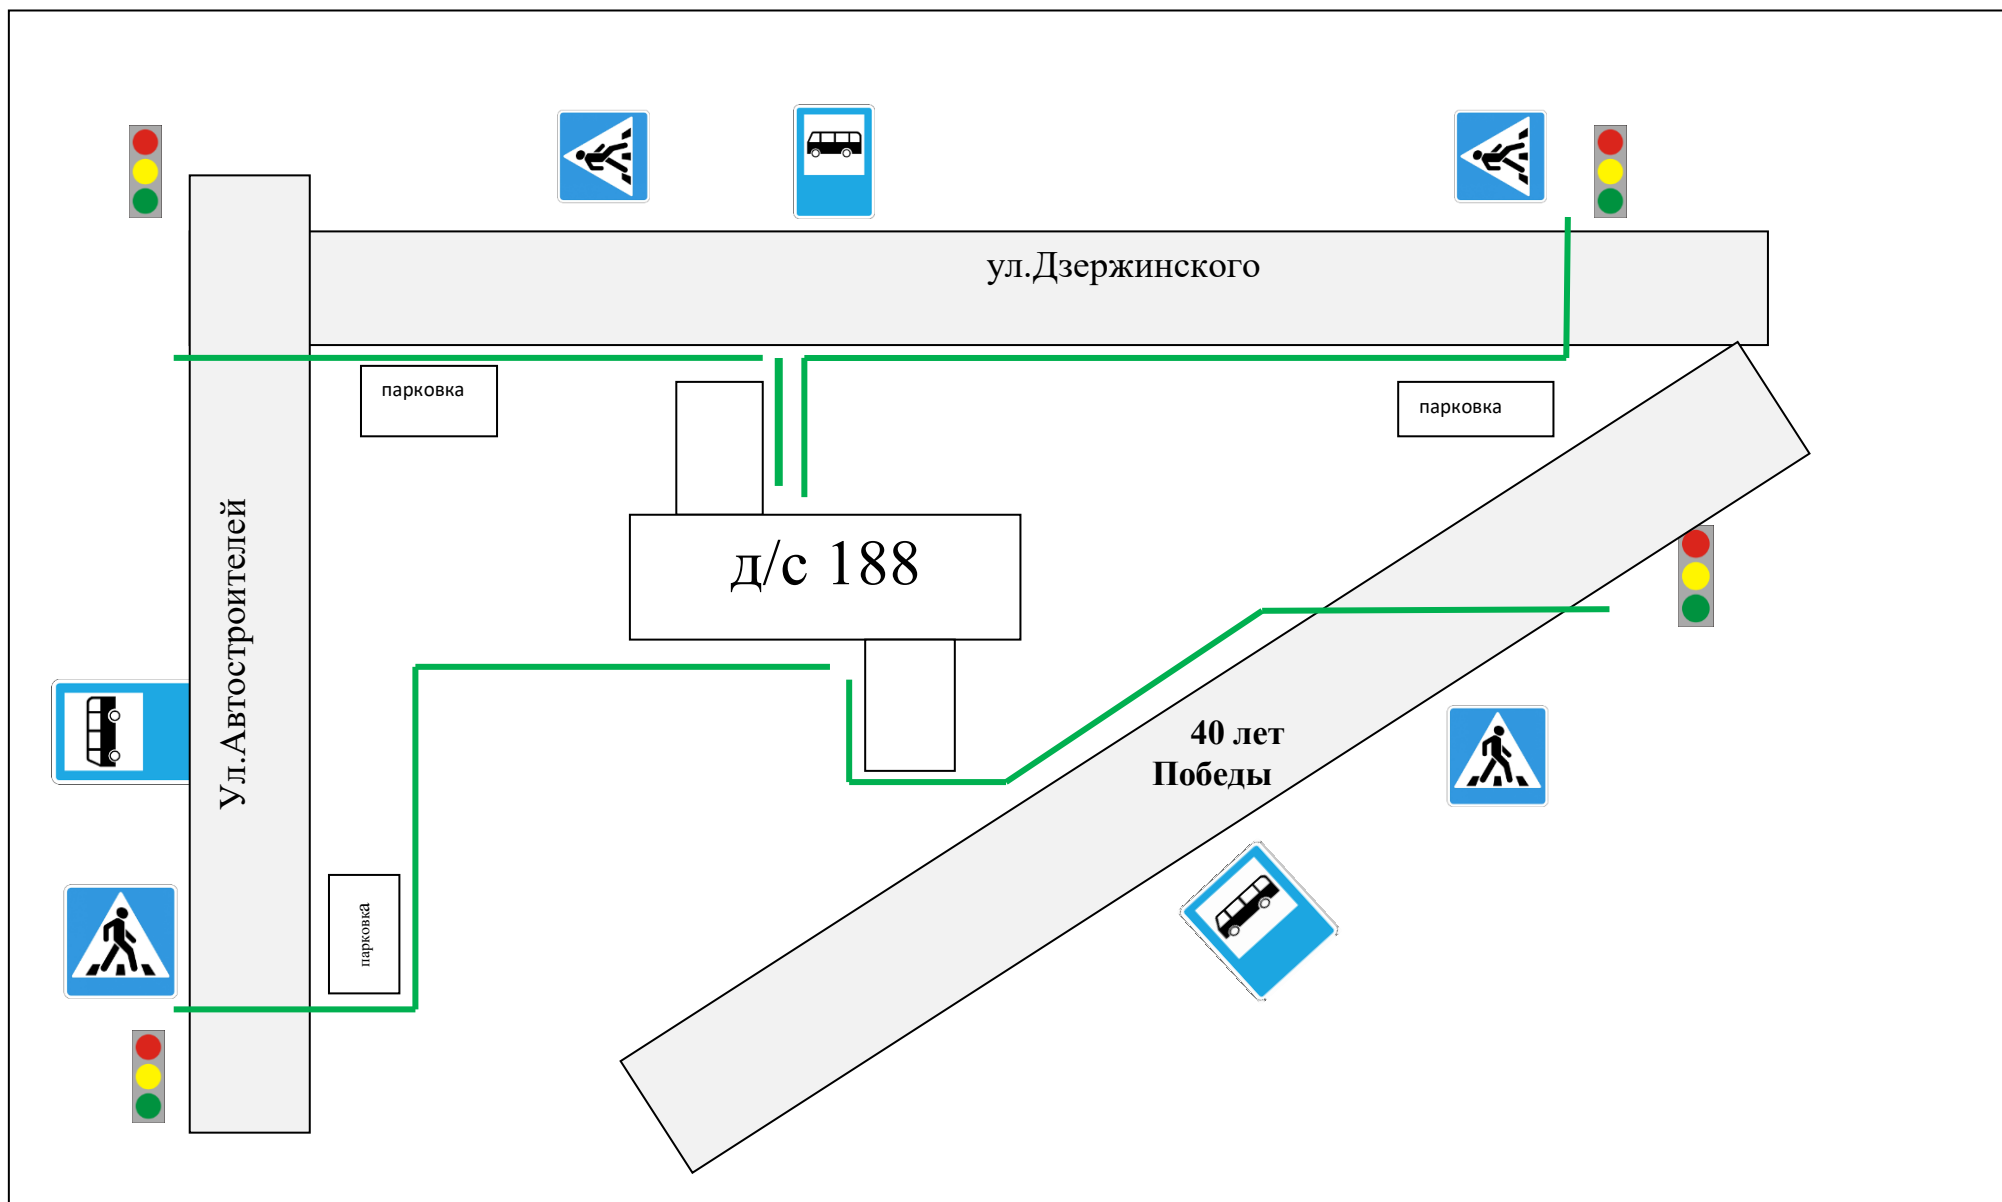 ул.Дзержинского
парковка
парковка
Ул.Автостроителей
д/с 188
40 лет
Победы
парковка